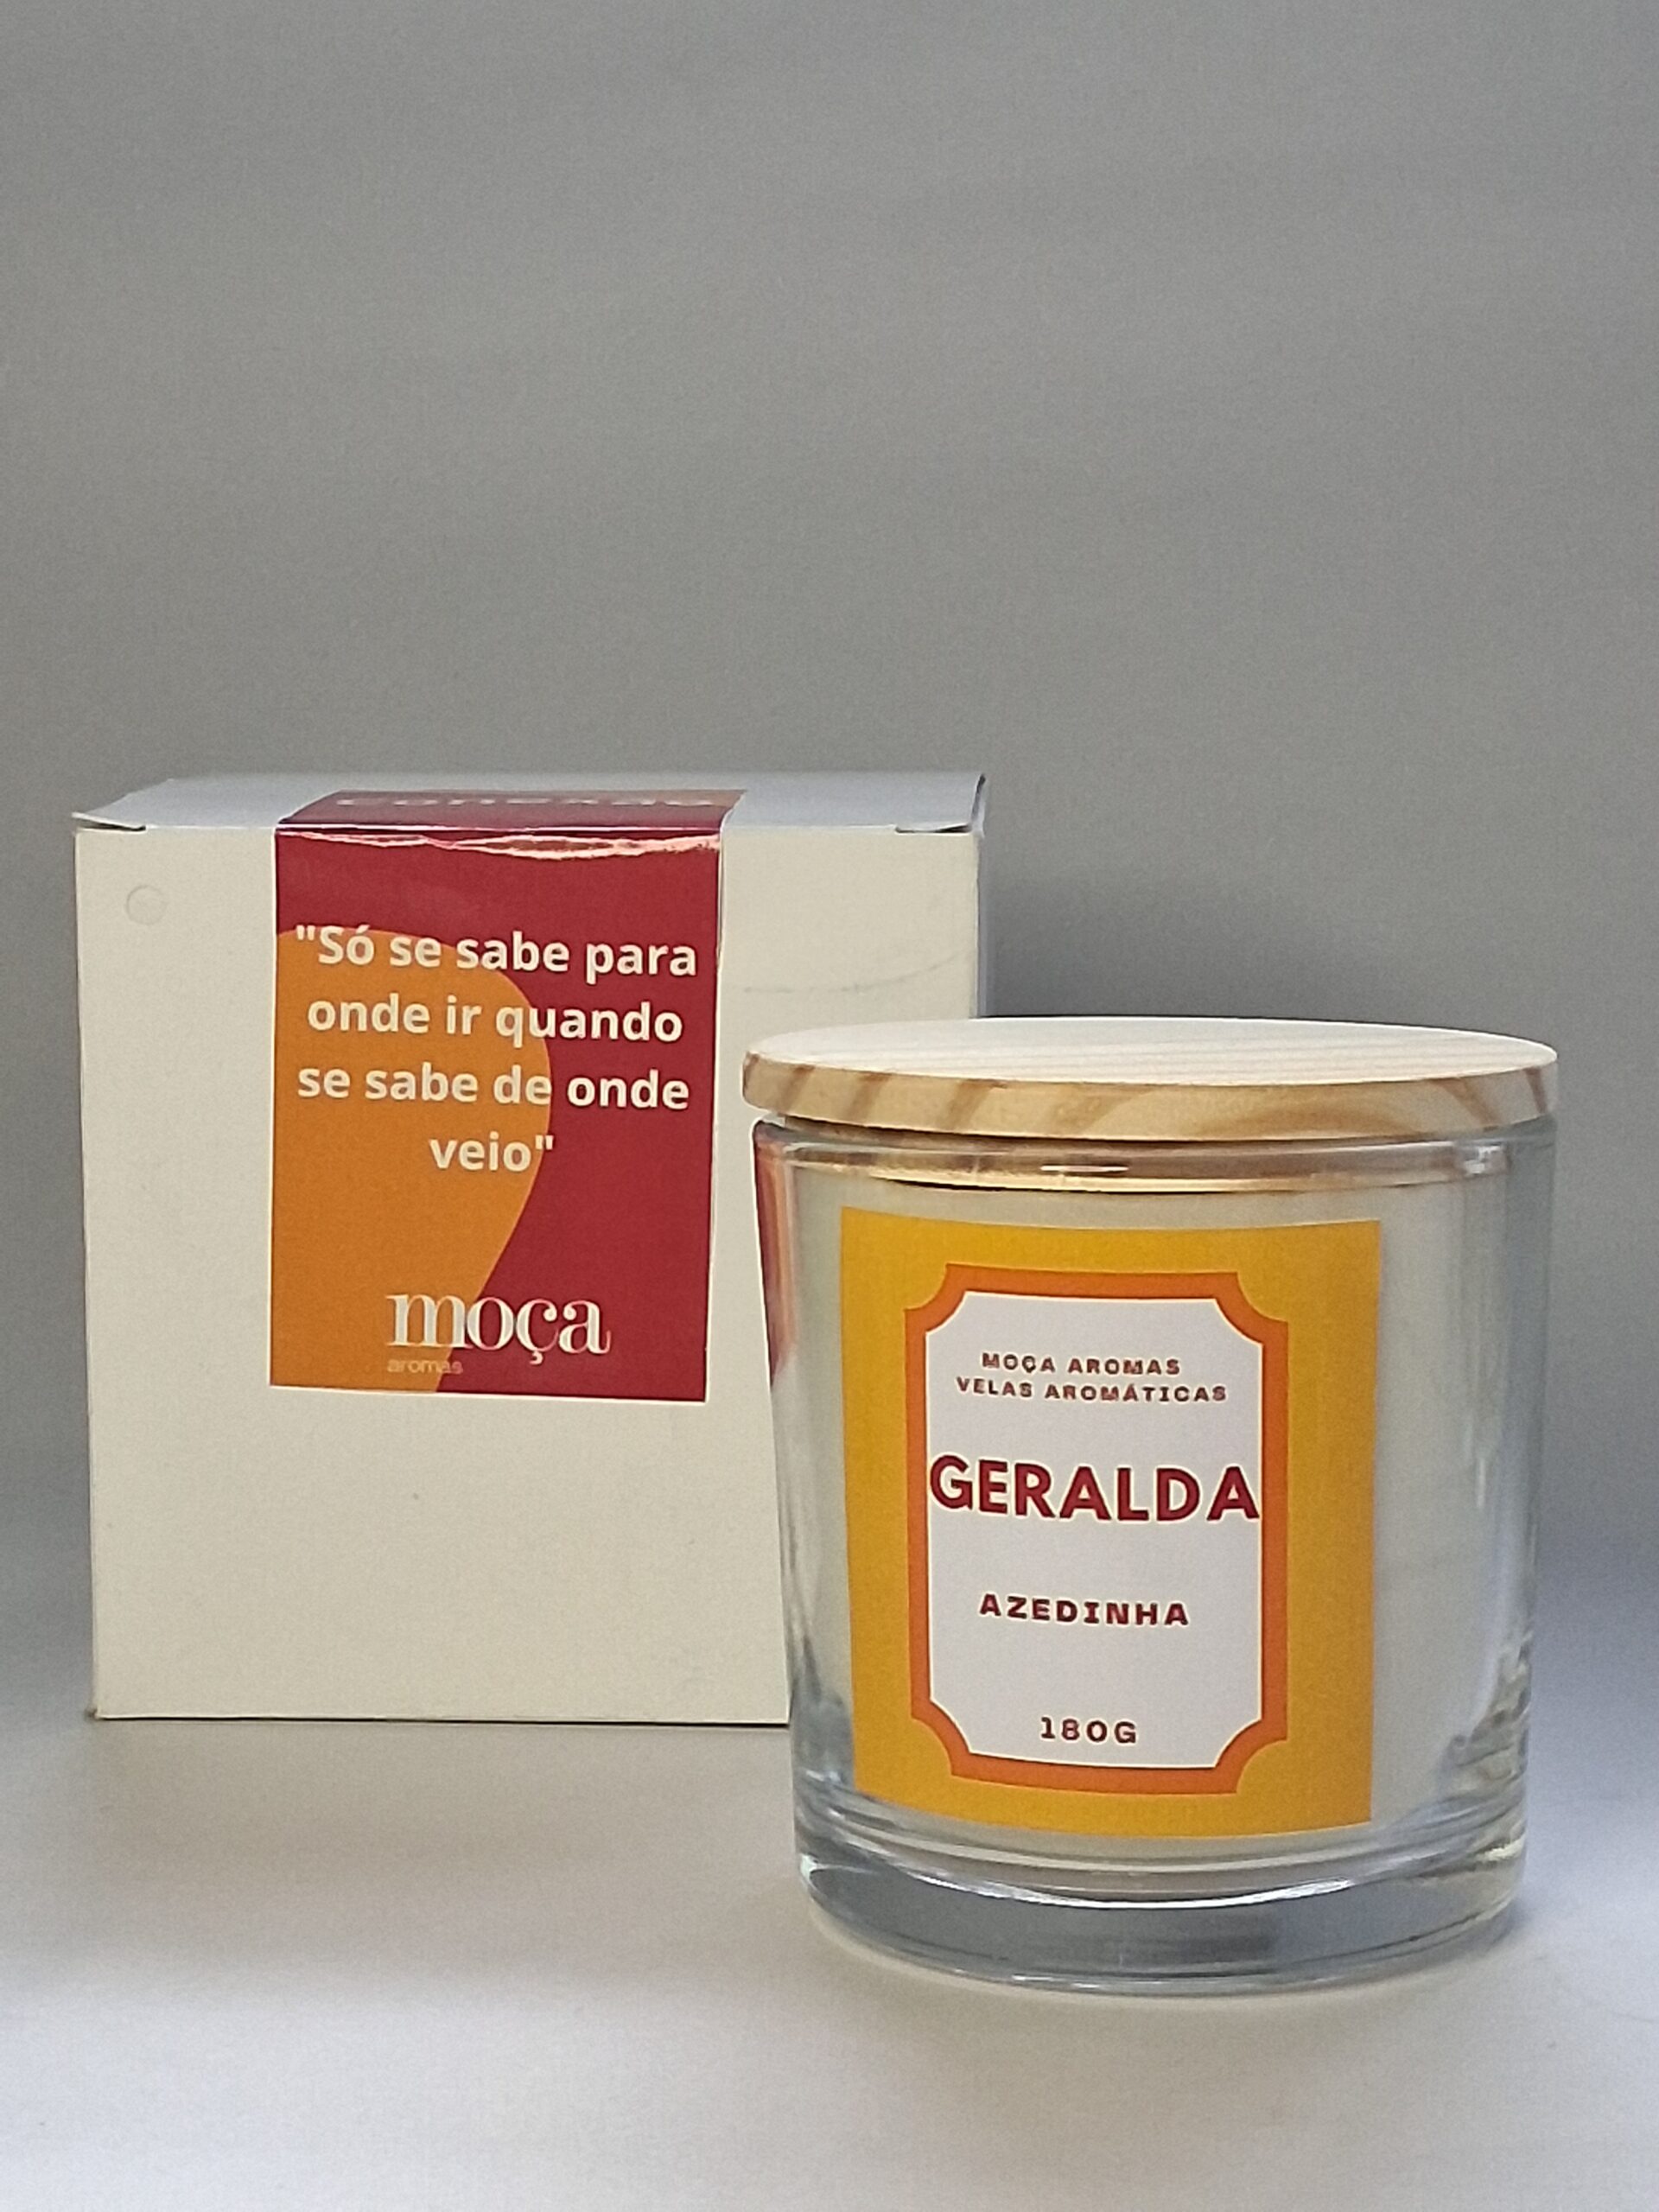 "Só se sabe para
onde ir quando
se sabe de onde
veio"
moça
aromas
MOÇA AROMAS
VELAS AROMÁTICAS
GERALDA
AZEDINHA
180G